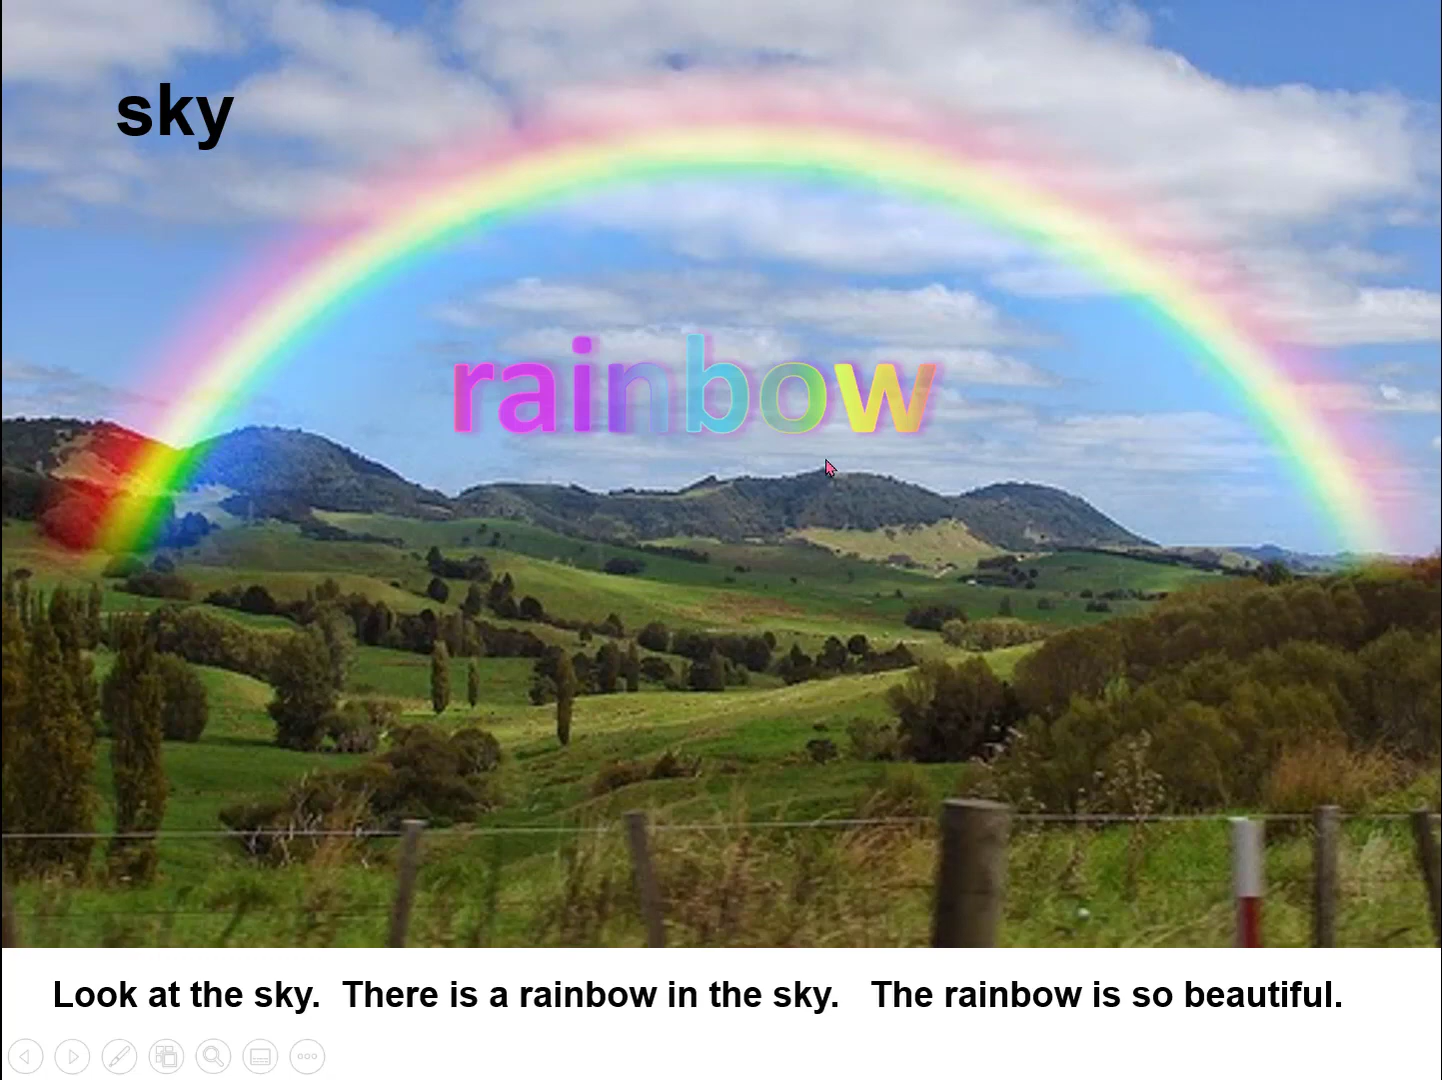 sky
rainbow
Look at the sky. There is a rainbow in the sky. The rainbow is so beautiful.